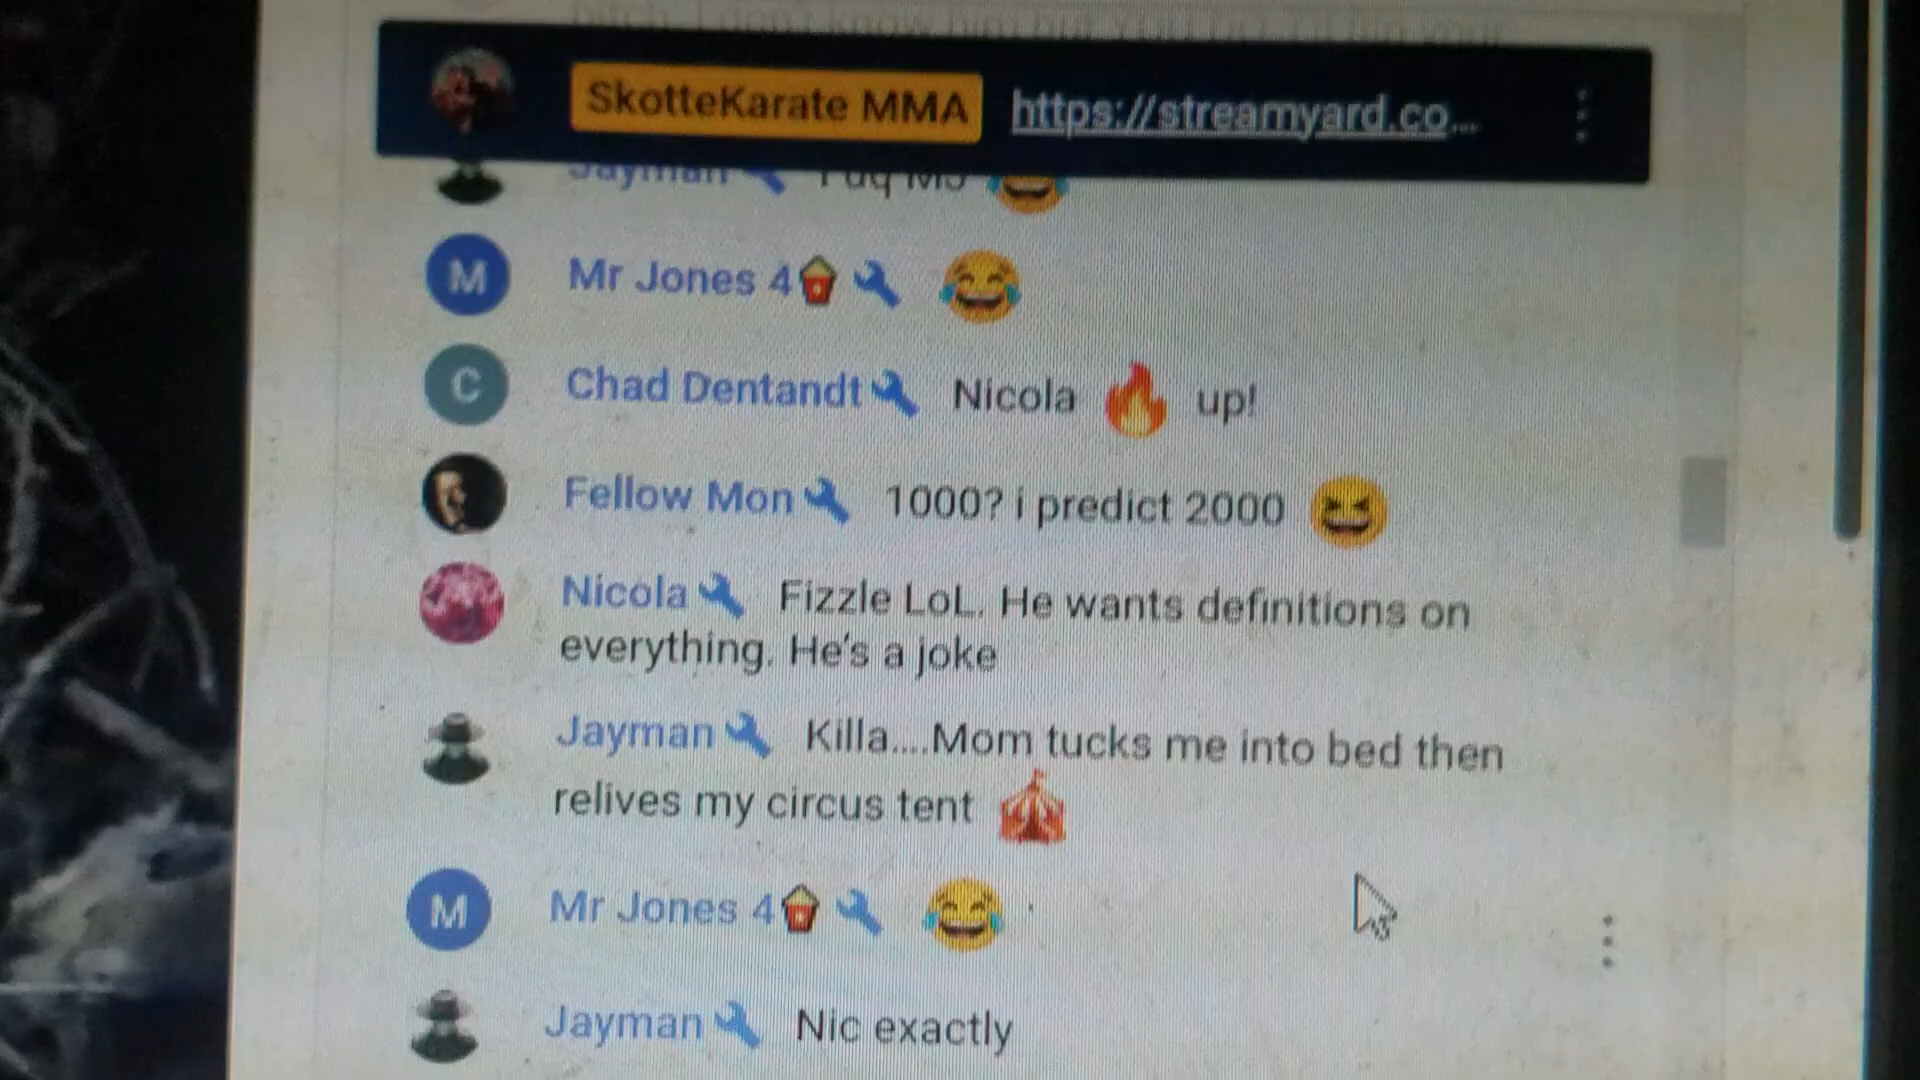 SkotteKarate MMA https://streamyard.co...
Jayman
M Mr Jones 4🍿🔧 😂
C Chad Dentandt🔧 Nicola 🔥 up!
Fellow Mon🔧 1000? i predict 2000 😆
Nicola🔧 Fizzle LoL. He wants definitions on
everything. He's a joke
Jayman🔧 Killa....Mom tucks me into bed then
relives my circus tent 🎪
M Mr Jones 4🍿🔧 😂
Jayman🔧 Nic exactly